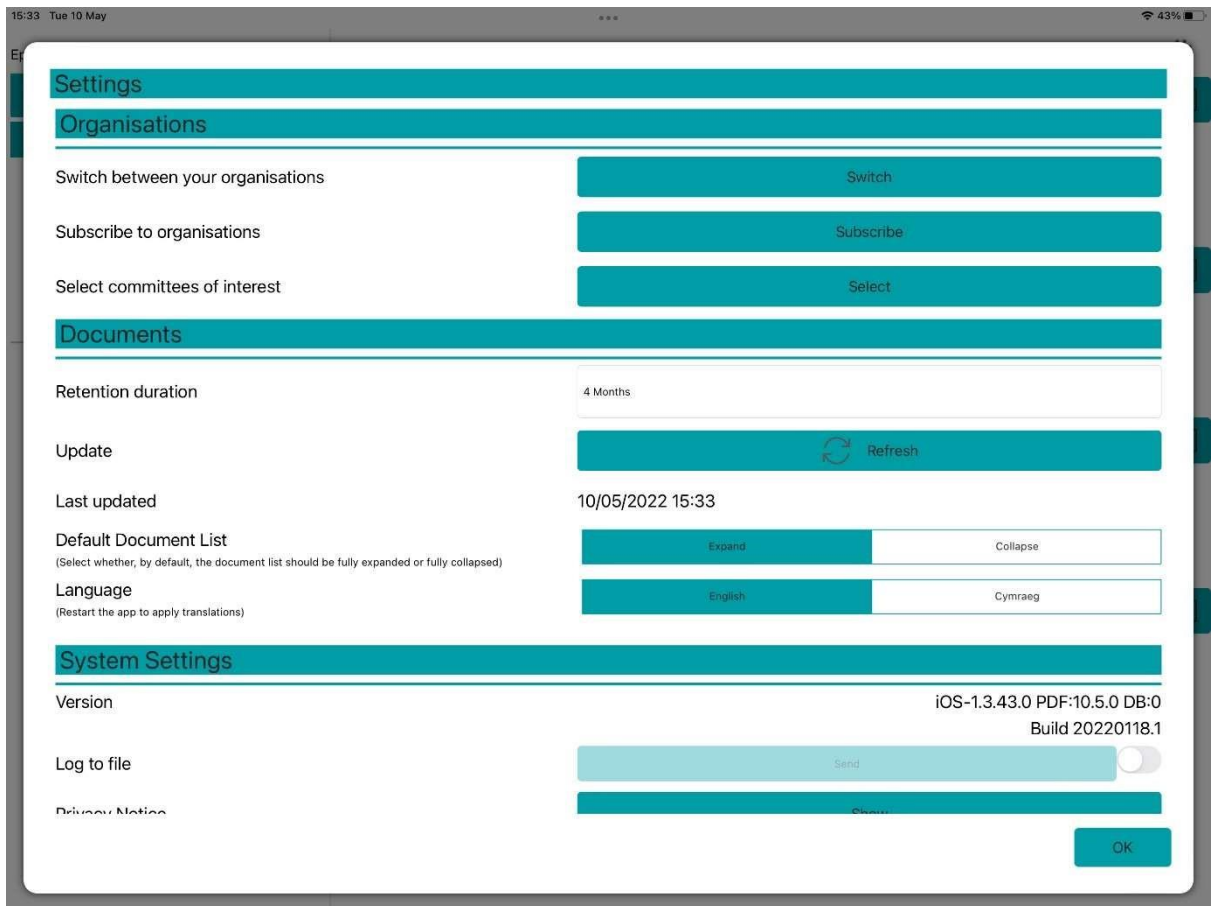 15:33 Tue 10 May
43%
Ep
Settings
Organisations
Switch between your organisations
Switch
Subscribe to organisations
Subscribe
Select committees of interest
Select
Documents
Retention duration
4 Months
Update
Refresh
Last updated
10/05/2022 15:33
Default Document List
(Select whether, by default, the document list should be fully expanded or fully collapsed)
Expand
Collapse
Language
(Restart the app to apply translations)
English
Cymraeg
System Settings
Version
iOS-1.3.43.0 PDF:10.5.0 DB:0
Build 20220118.1
Log to file
Send
Privacy Notice
Show
OK